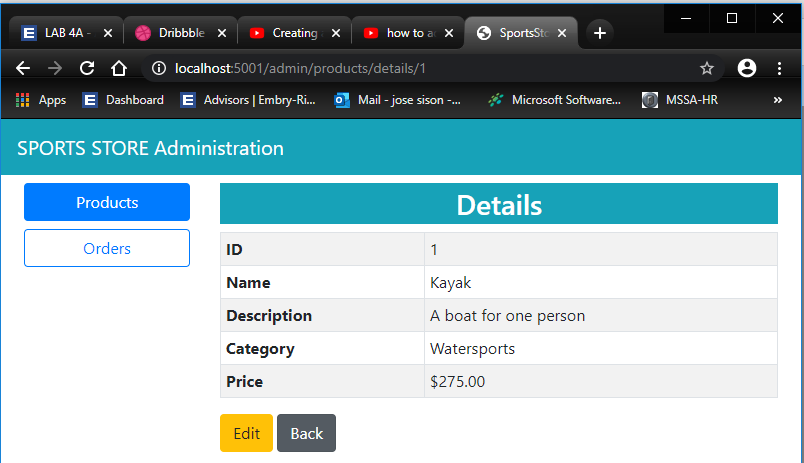 LAB 4A -
Dribbble
Creating
how to a
SportsSto
localhost:5001/admin/products/details/1
Apps
Dashboard
Advisors | Embry-Ri...
Mail - jose sison -...
Microsoft Software...
MSSA-HR
»
SPORTS STORE Administration
Products
Orders
Details
ID 1
Name Kayak
Description A boat for one person
Category Watersports
Price $275.00
Edit Back